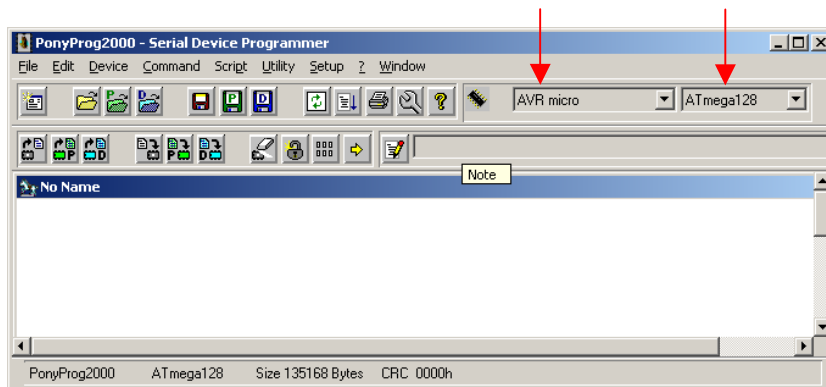 PonyProg2000 - Serial Device Programmer
File Edit Device Command Script Utility Setup ? Window
AVR micro ATmega128
Note
No Name
PonyProg2000 ATmega128 Size 135168 Bytes CRC 0000h